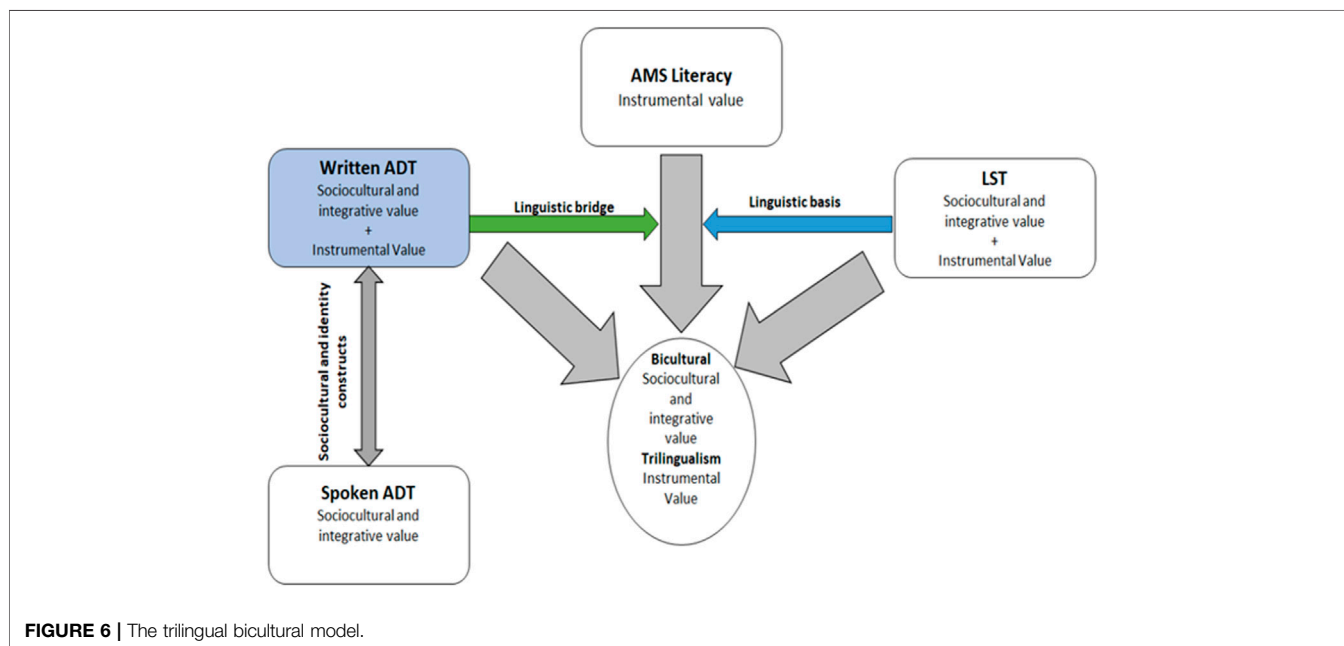 AMS Literacy
Instrumental value
Written ADT
Sociocultural and
integrative value
+
Instrumental Value
Linguistic bridge
Linguistic basis
LST
Sociocultural and
integrative value
+
Instrumental Value
Sociocultural and identity
constructs
Bicultural
Sociocultural
and
integrative
value
Trilingualism
Instrumental
Value
Spoken ADT
Sociocultural and
integrative value
FIGURE 6 | The trilingual bicultural model.